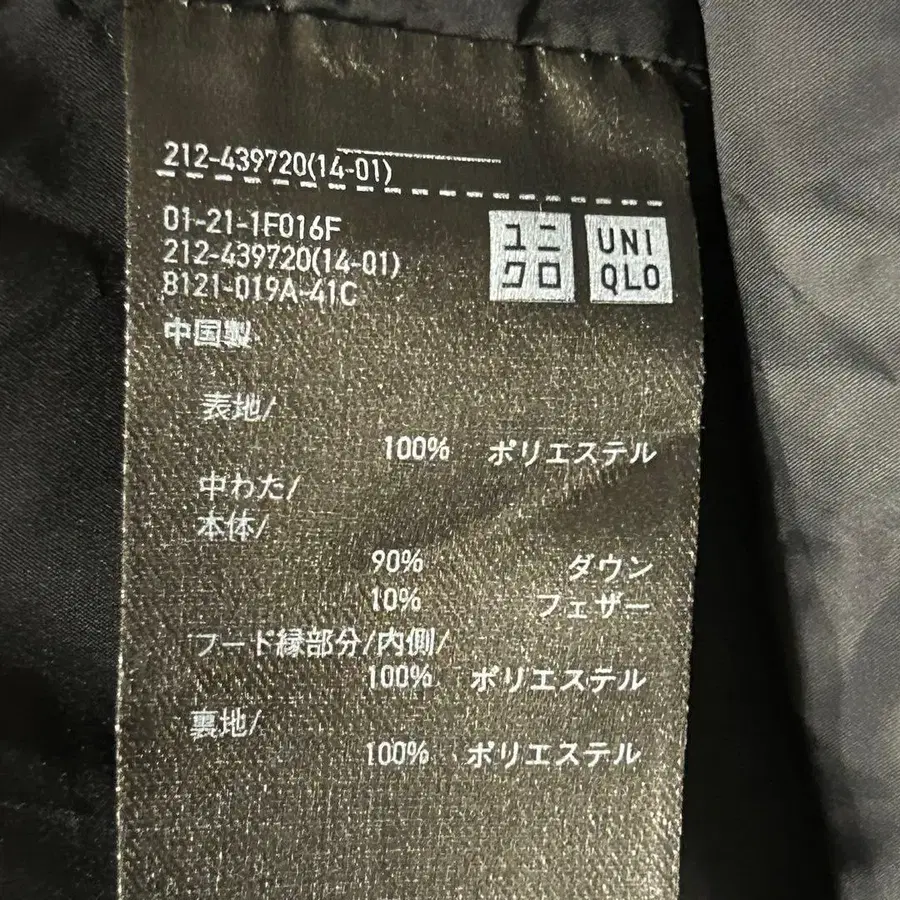 212-439720(14-01)
01-21-1F016F
212-439720(14-01)
8121-019A-41C
ユニ
クロ
UNI
QLO
中国製
表地/
100% ポリエステル
中わた/
本体/
90% ダウン
10% フェザー
フード縁部分/内側/
100% ポリエステル
裏地/
100% ポリエステル